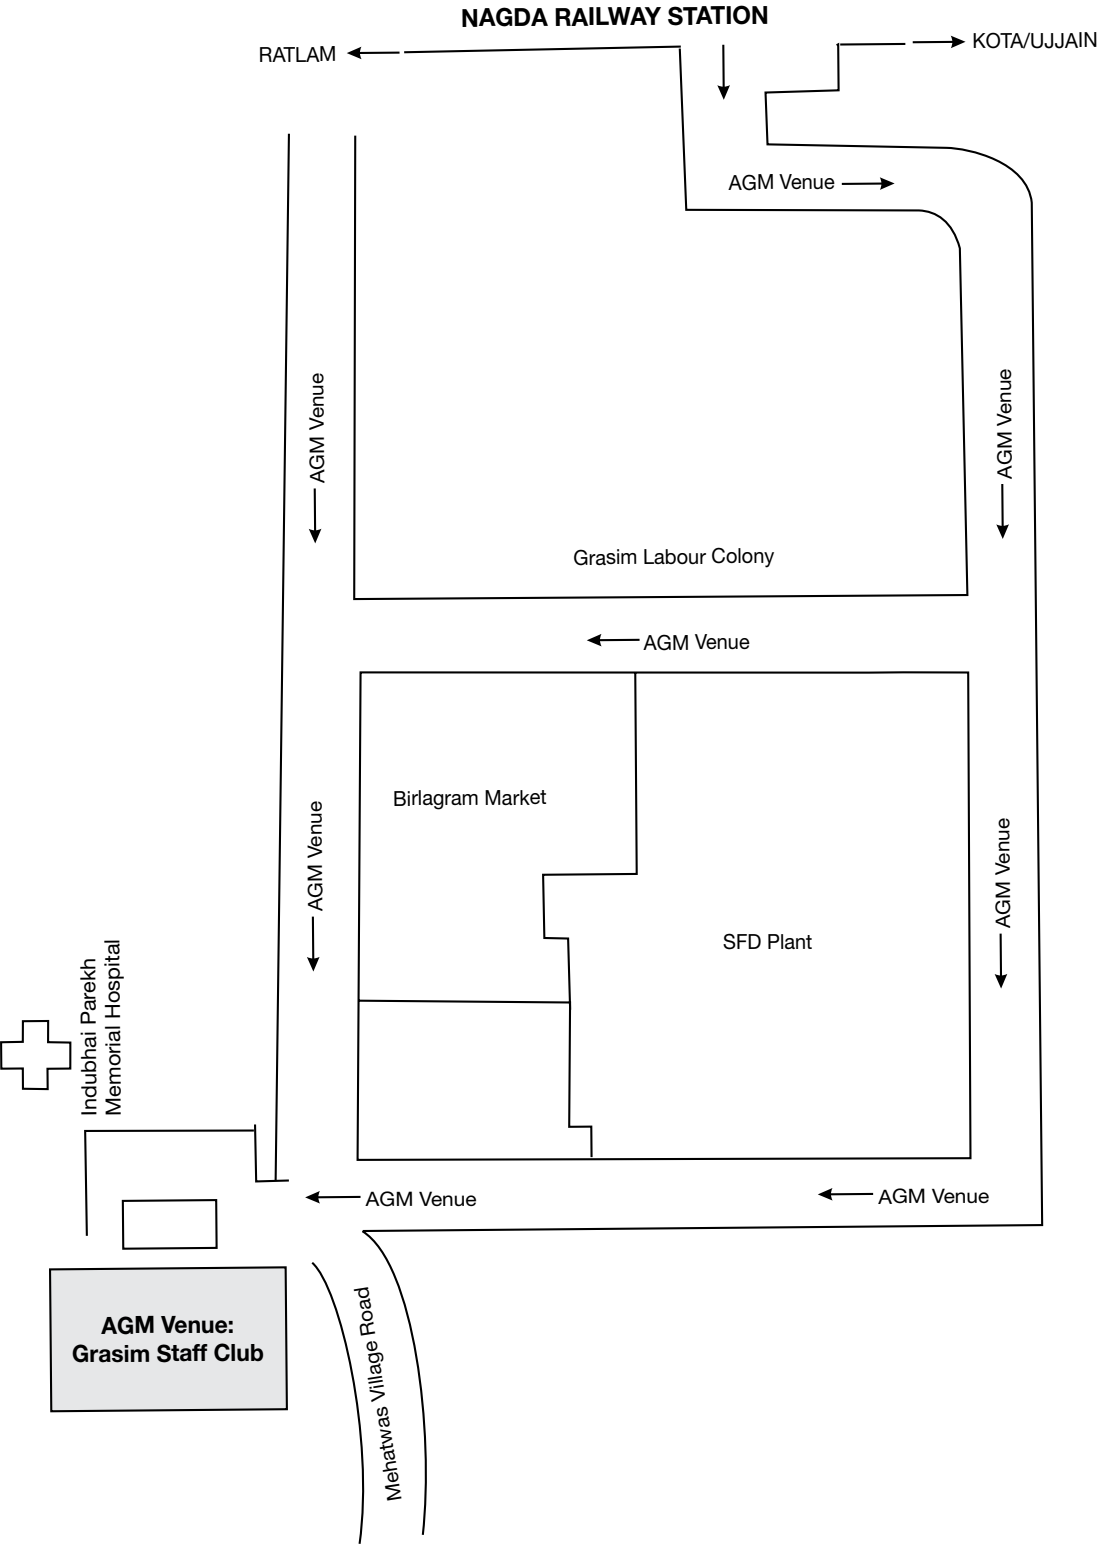 NAGDA RAILWAY STATION
RATLAM
KOTA/UJJAIN
AGM Venue
AGM Venue
AGM Venue
Grasim Labour Colony
AGM Venue
Birlagram Market
AGM Venue
AGM Venue
SFD Plant
Indubhai Parekh
Memorial Hospital
AGM Venue
AGM Venue
AGM Venue:
Grasim Staff Club
Mehatwas Village Road